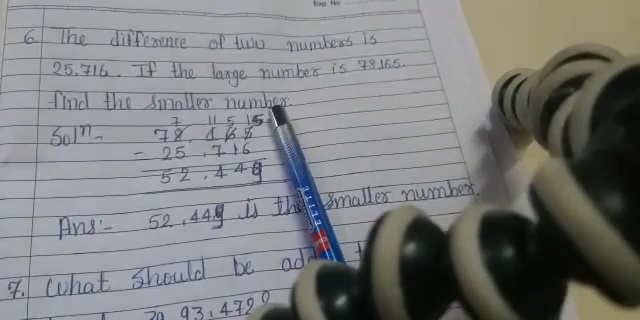 Exp. No.
6. The difference of two numbers is
25.716. If the large number is 78.165.
find the smaller number.
7 11 5 15
Solⁿ- 78.165
- 25.716
52.449
Ans:- 52.449 is the smaller number.
7. What should be add
93.472